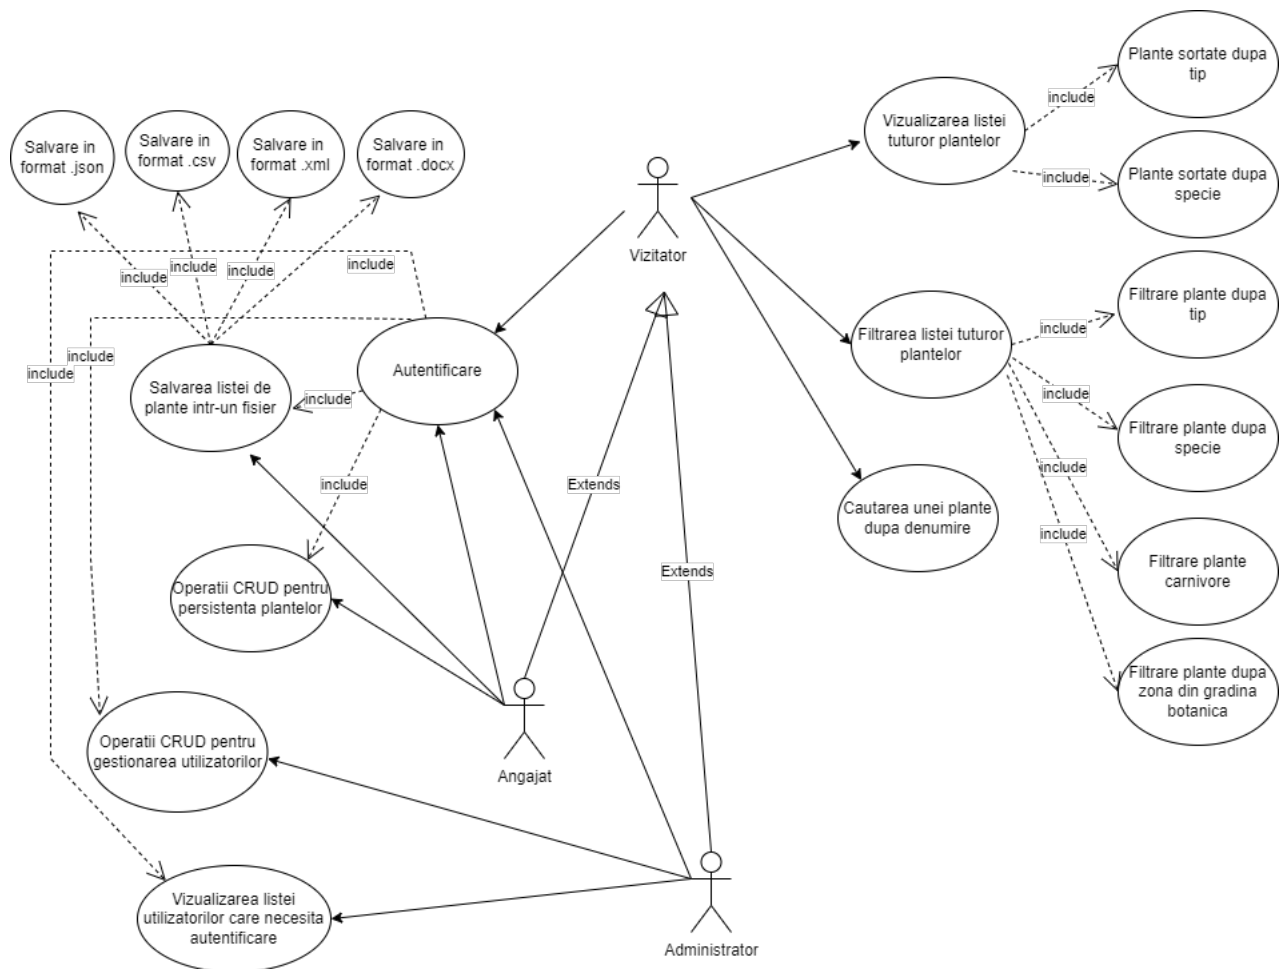 Plante sortate dupa
tip
include
Vizualizarea listei
tuturor plantelor
Salvare in
format .json
Salvare in
format .csv
Salvare in
format .xml
Salvare in
format .docx
include
Plante sortate dupa
specie
Vizitator
include
include
include
include
Filtrare plante dupa
tip
include
Filtrarea listei tuturor
plantelor
include
include
Autentificare
Salvarea listei de
plante intr-un fisier
include
include
Filtrare plante dupa
specie
include
include
Extends
Cautarea unei plante
dupa denumire
include
Extends
Filtrare plante
carnivore
Operatii CRUD pentru
persistenta plantelor
Filtrare plante dupa
zona din gradina
botanica
Operatii CRUD pentru
gestionarea utilizatorilor
Angajat
Vizualizarea listei
utilizatorilor care necesita
autentificare
Administrator